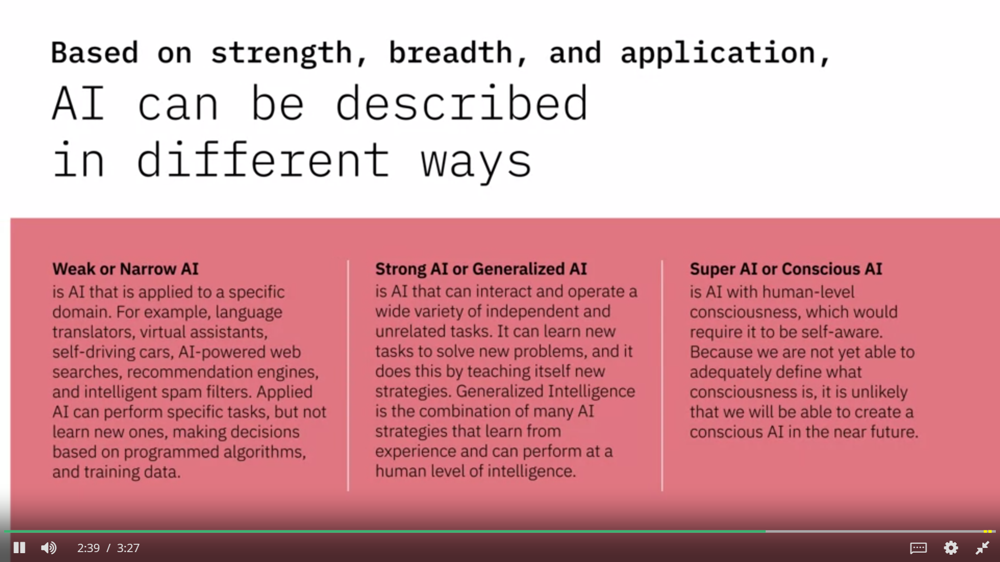 Based on strength, breadth, and application,
AI can be described
in different ways
Weak or Narrow AI
is AI that is applied to a specific
domain. For example, language
translators, virtual assistants,
self-driving cars, AI-powered web
searches, recommendation engines,
and intelligent spam filters. Applied
AI can perform specific tasks, but not
learn new ones, making decisions
based on programmed algorithms,
and training data.
Strong AI or Generalized AI
is AI that can interact and operate a
wide variety of independent and
unrelated tasks. It can learn new
tasks to solve new problems, and it
does this by teaching itself new
strategies. Generalized Intelligence
is the combination of many AI
strategies that learn from
experience and can perform at a
human level of intelligence.
Super AI or Conscious AI
is AI with human-level
consciousness, which would
require it to be self-aware.
Because we are not yet able to
adequately define what
consciousness is, it is unlikely
that we will be able to create a
conscious AI in the near future.
2:39 / 3:27